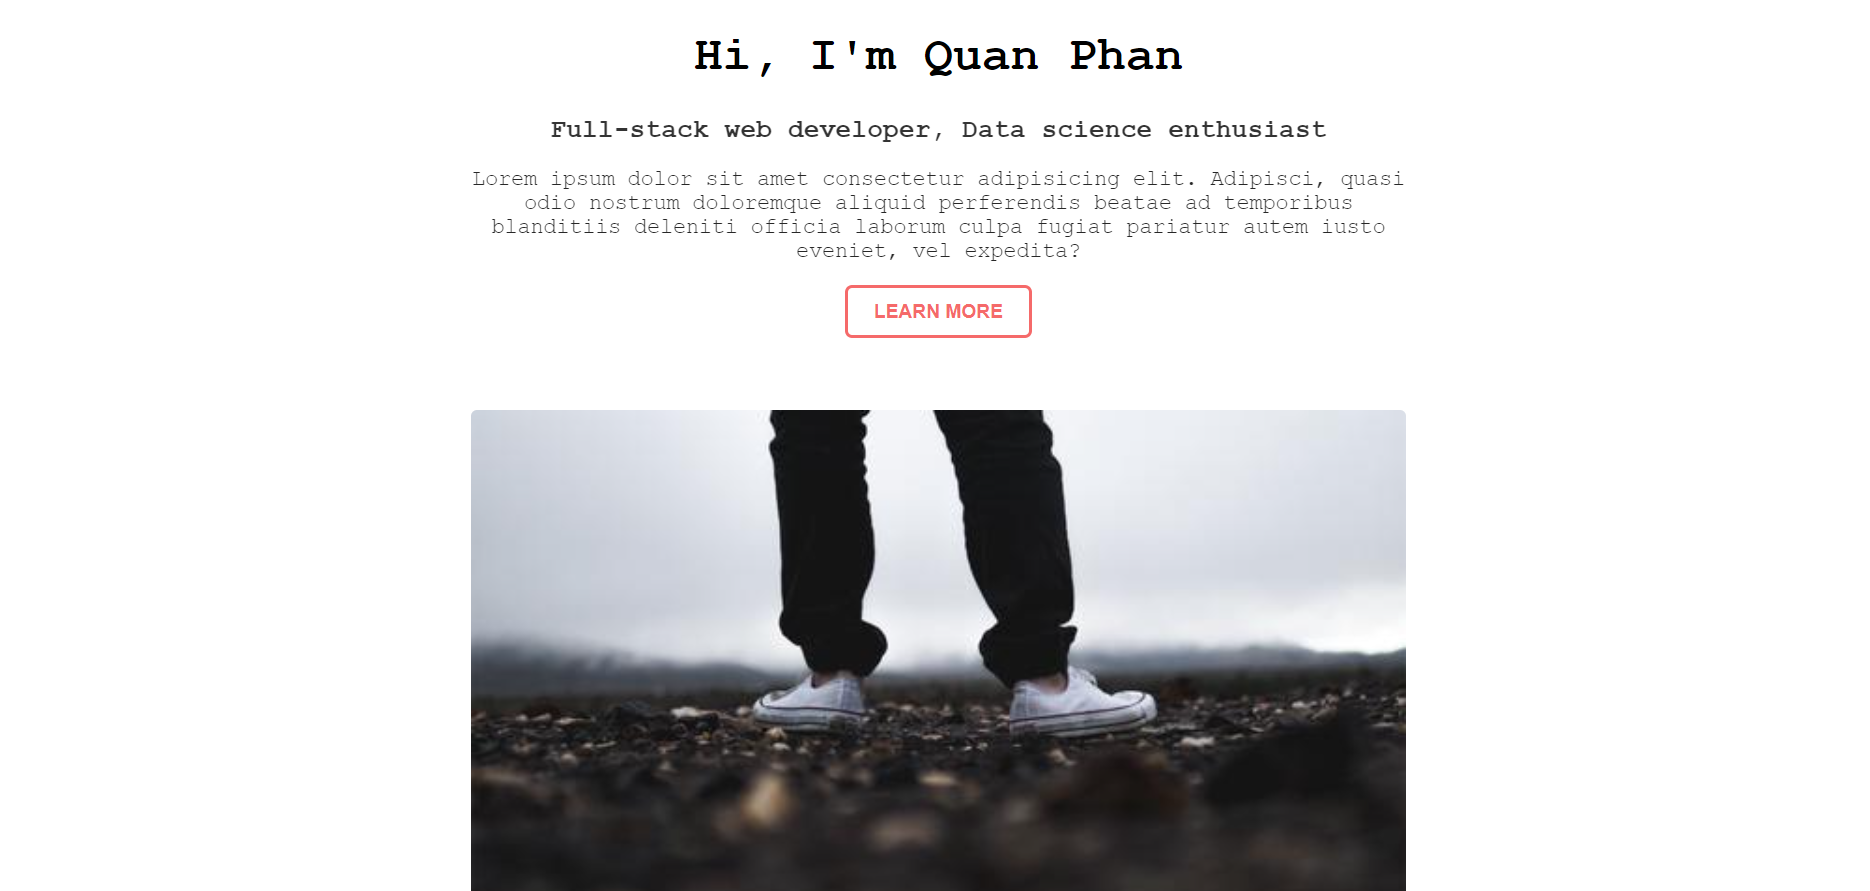 Hi, I'm Quan Phan
Full-stack web developer, Data science enthusiast
Lorem ipsum dolor sit amet consectetur adipisicing elit. Adipisci, quasi
odio nostrum doloremque aliquid perferendis beatae ad temporibus
blanditiis deleniti officia laborum culpa fugiat pariatur autem iusto
eveniet, vel expedita?
LEARN MORE